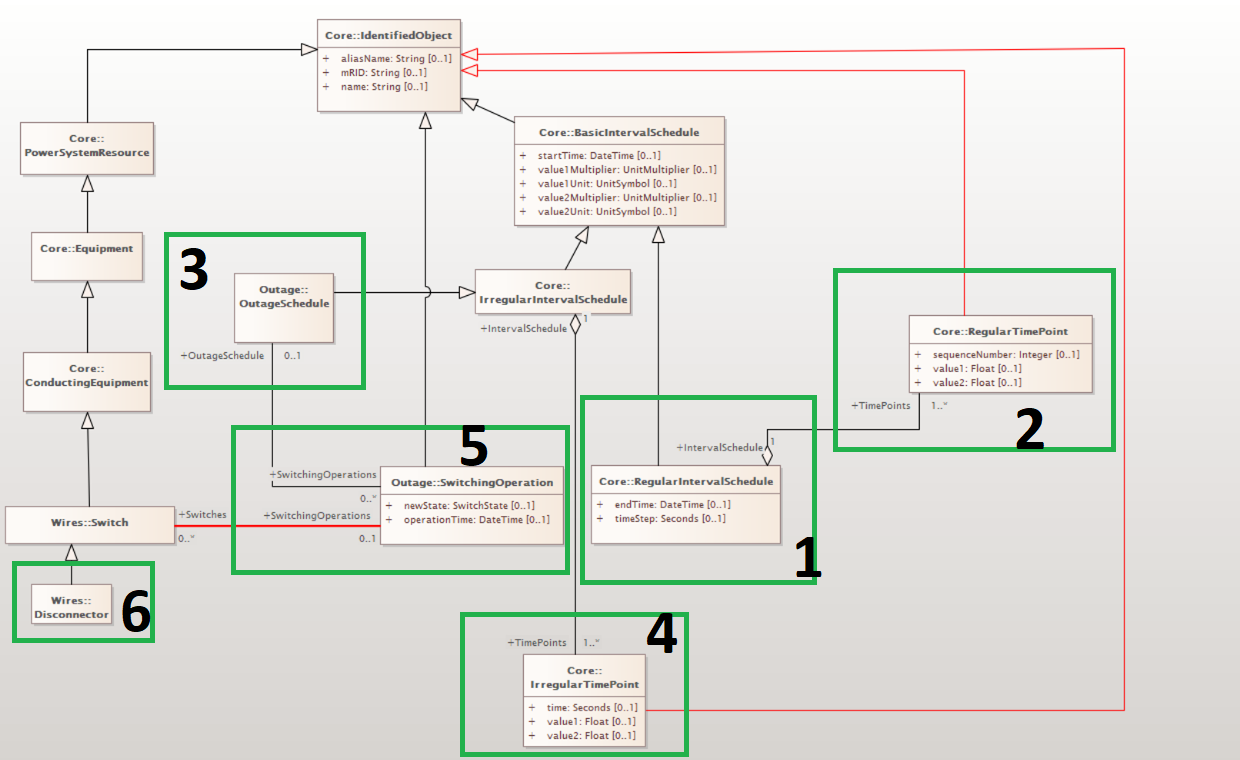 Core::IdentifiedObject
+ aliasName: String [0..1]
+ mRID: String [0..1]
+ name: String [0..1]
Core::
PowerSystemResource
Core::BasicIntervalSchedule
+ startTime: DateTime [0..1]
+ value1Multiplier: UnitMultiplier [0..1]
+ value1Unit: UnitSymbol [0..1]
+ value2Multiplier: UnitMultiplier [0..1]
+ value2Unit: UnitSymbol [0..1]
Core::Equipment
3
Outage::
OutageSchedule
+OutageSchedule 0..1
Core::
IrregularIntervalSchedule
+IntervalSchedule 1
Core::RegularTimePoint
+ sequenceNumber: Integer [0..1]
+ value1: Float [0..1]
+ value2: Float [0..1]
+TimePoints 1..*
2
Core::
ConductingEquipment
5
+SwitchingOperations
0..*
Outage::SwitchingOperation
+ newState: SwitchState [0..1]
+ operationTime: DateTime [0..1]
+IntervalSchedule 1
Core::RegularIntervalSchedule
+ endTime: DateTime [0..1]
+ timeStep: Seconds [0..1]
1
Wires::Switch
+Switches
0..*
+SwitchingOperations
0..1
Wires::
Disconnector
6
4
+TimePoints 1..*
Core::
IrregularTimePoint
+ time: Seconds [0..1]
+ value1: Float [0..1]
+ value2: Float [0..1]